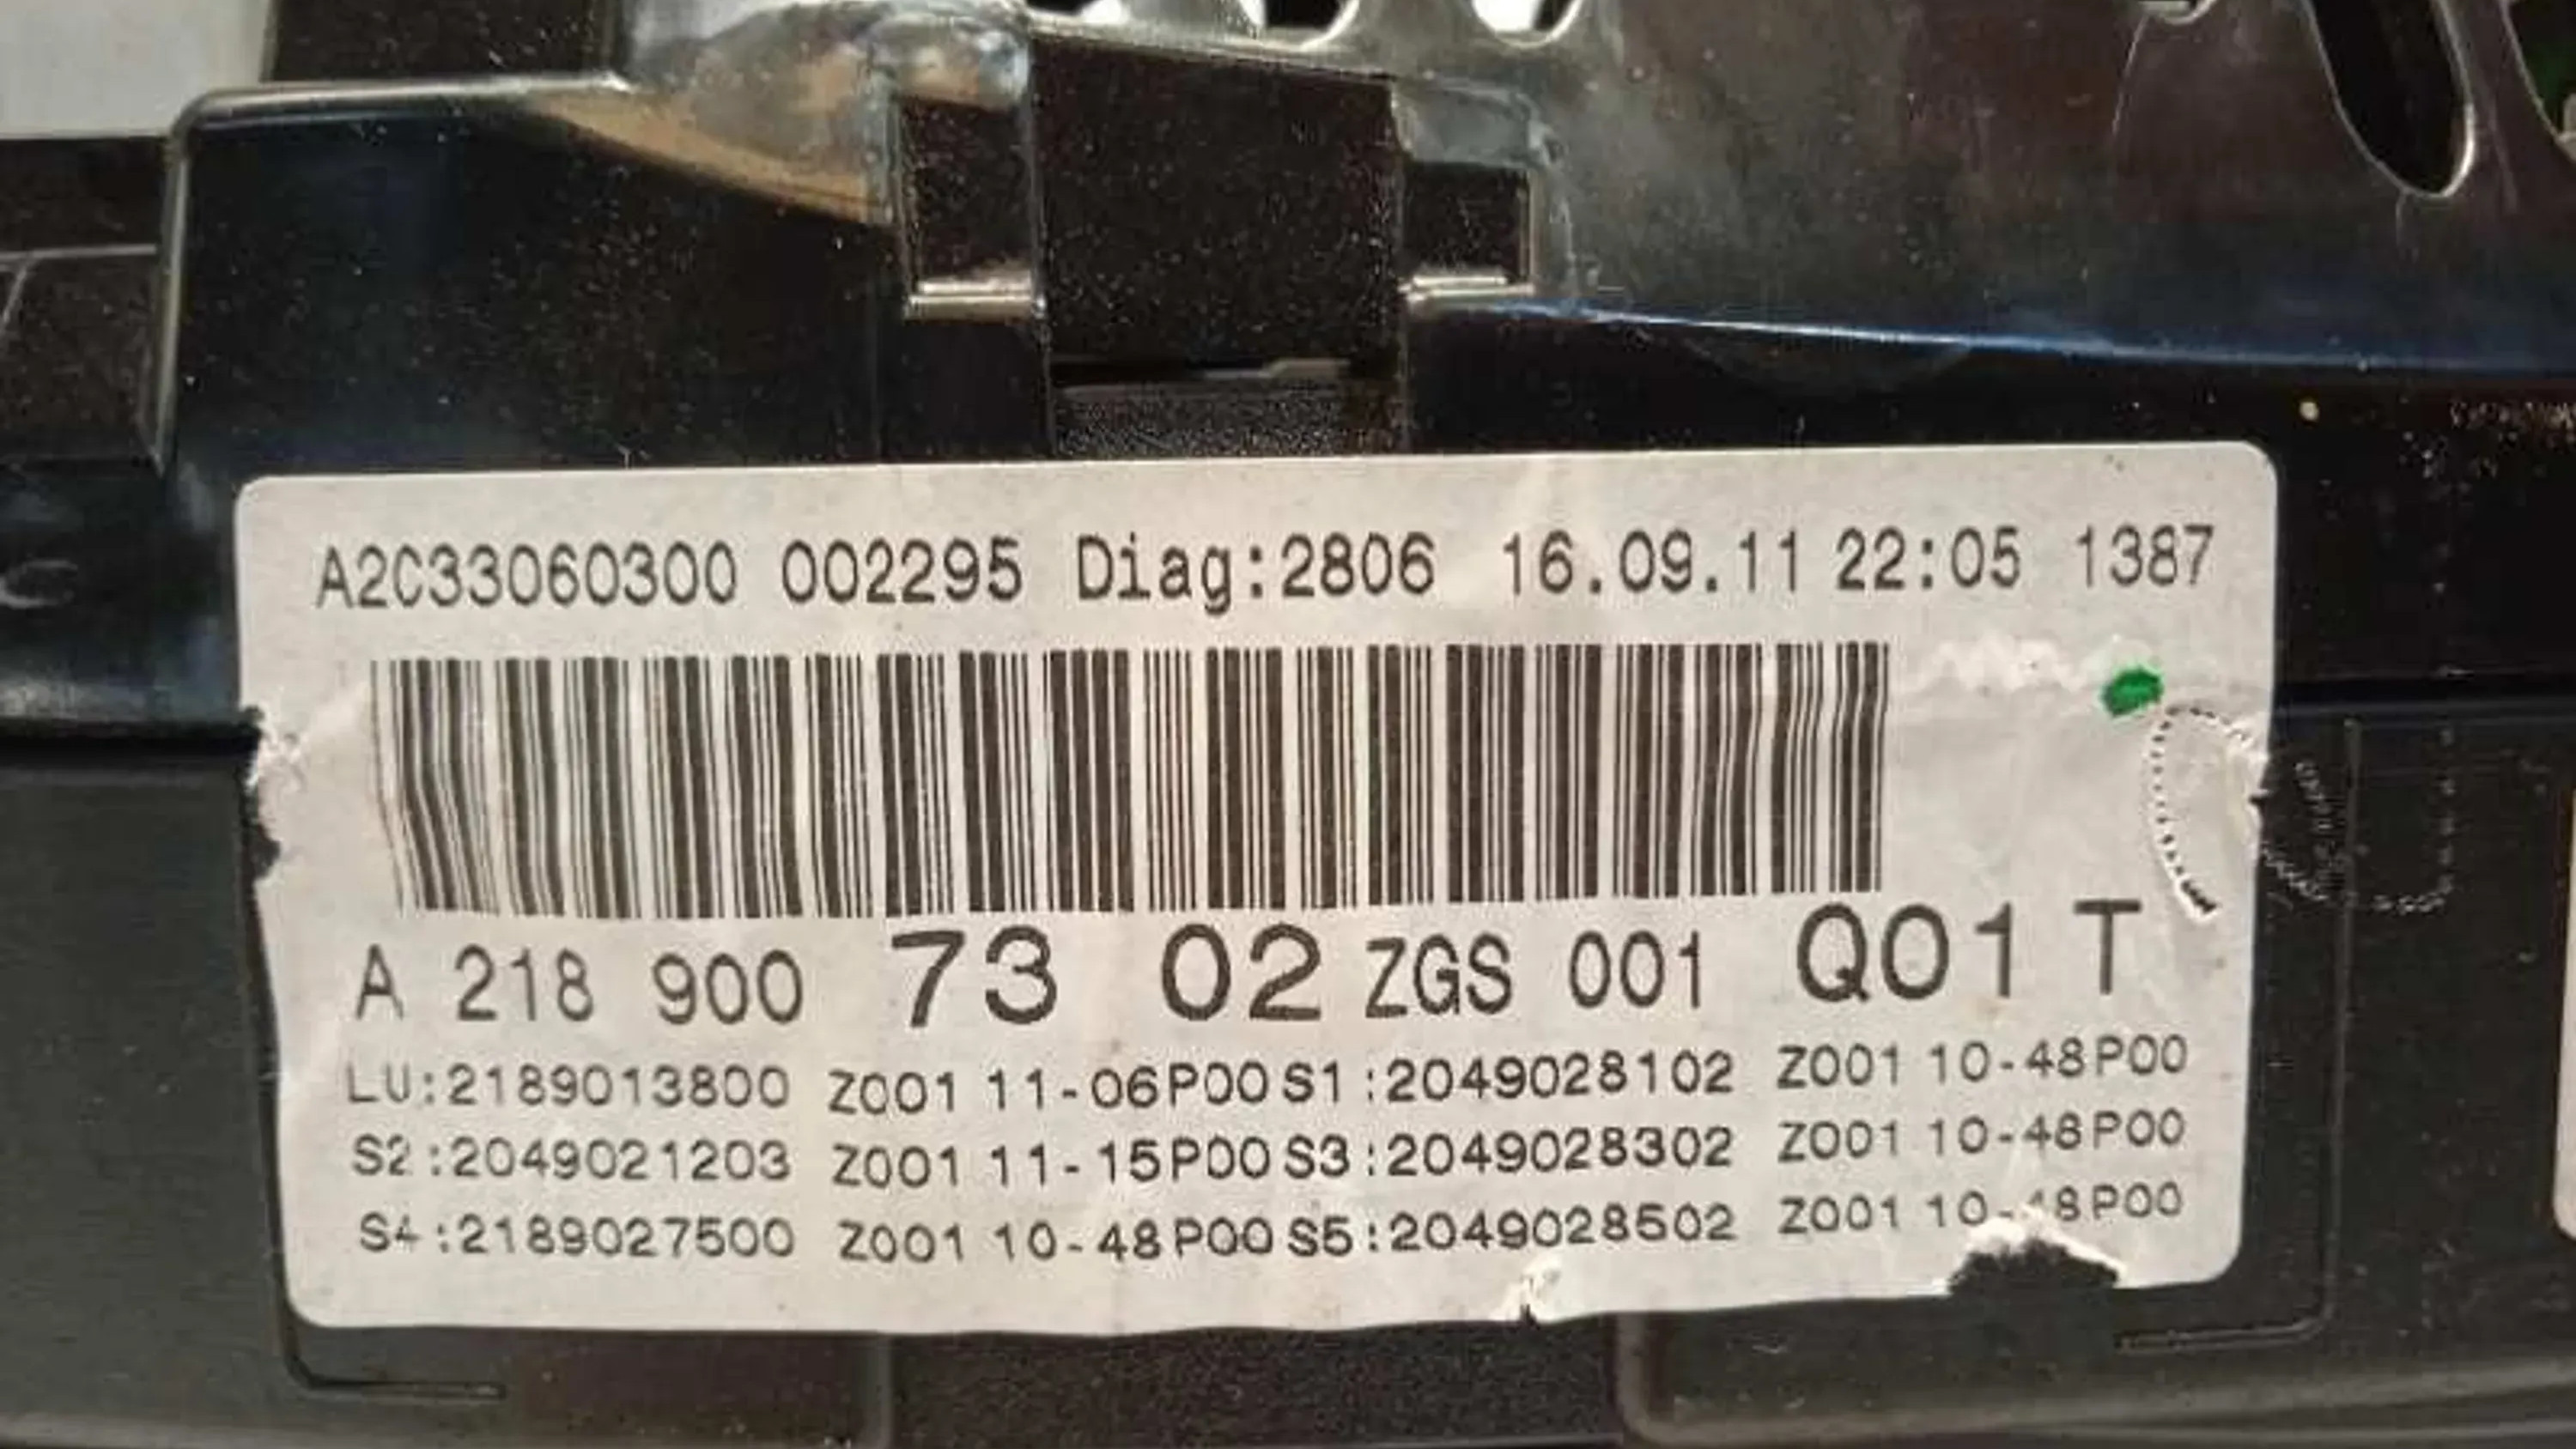 A2C33060300 002295 Diag:2806 16.09.11 22:05 1387
A 218 900 73 02 ZGS 001 Q01 T
LU:2189013800 Z001 11-06P00 S1:2049028102 Z001 10-48P00
S2:2049021203 Z001 11-15P00 S3:2049028302 Z001 10-48P00
S4:2189027500 Z001 10-48P00 S5:2049028502 Z001 10-48P00